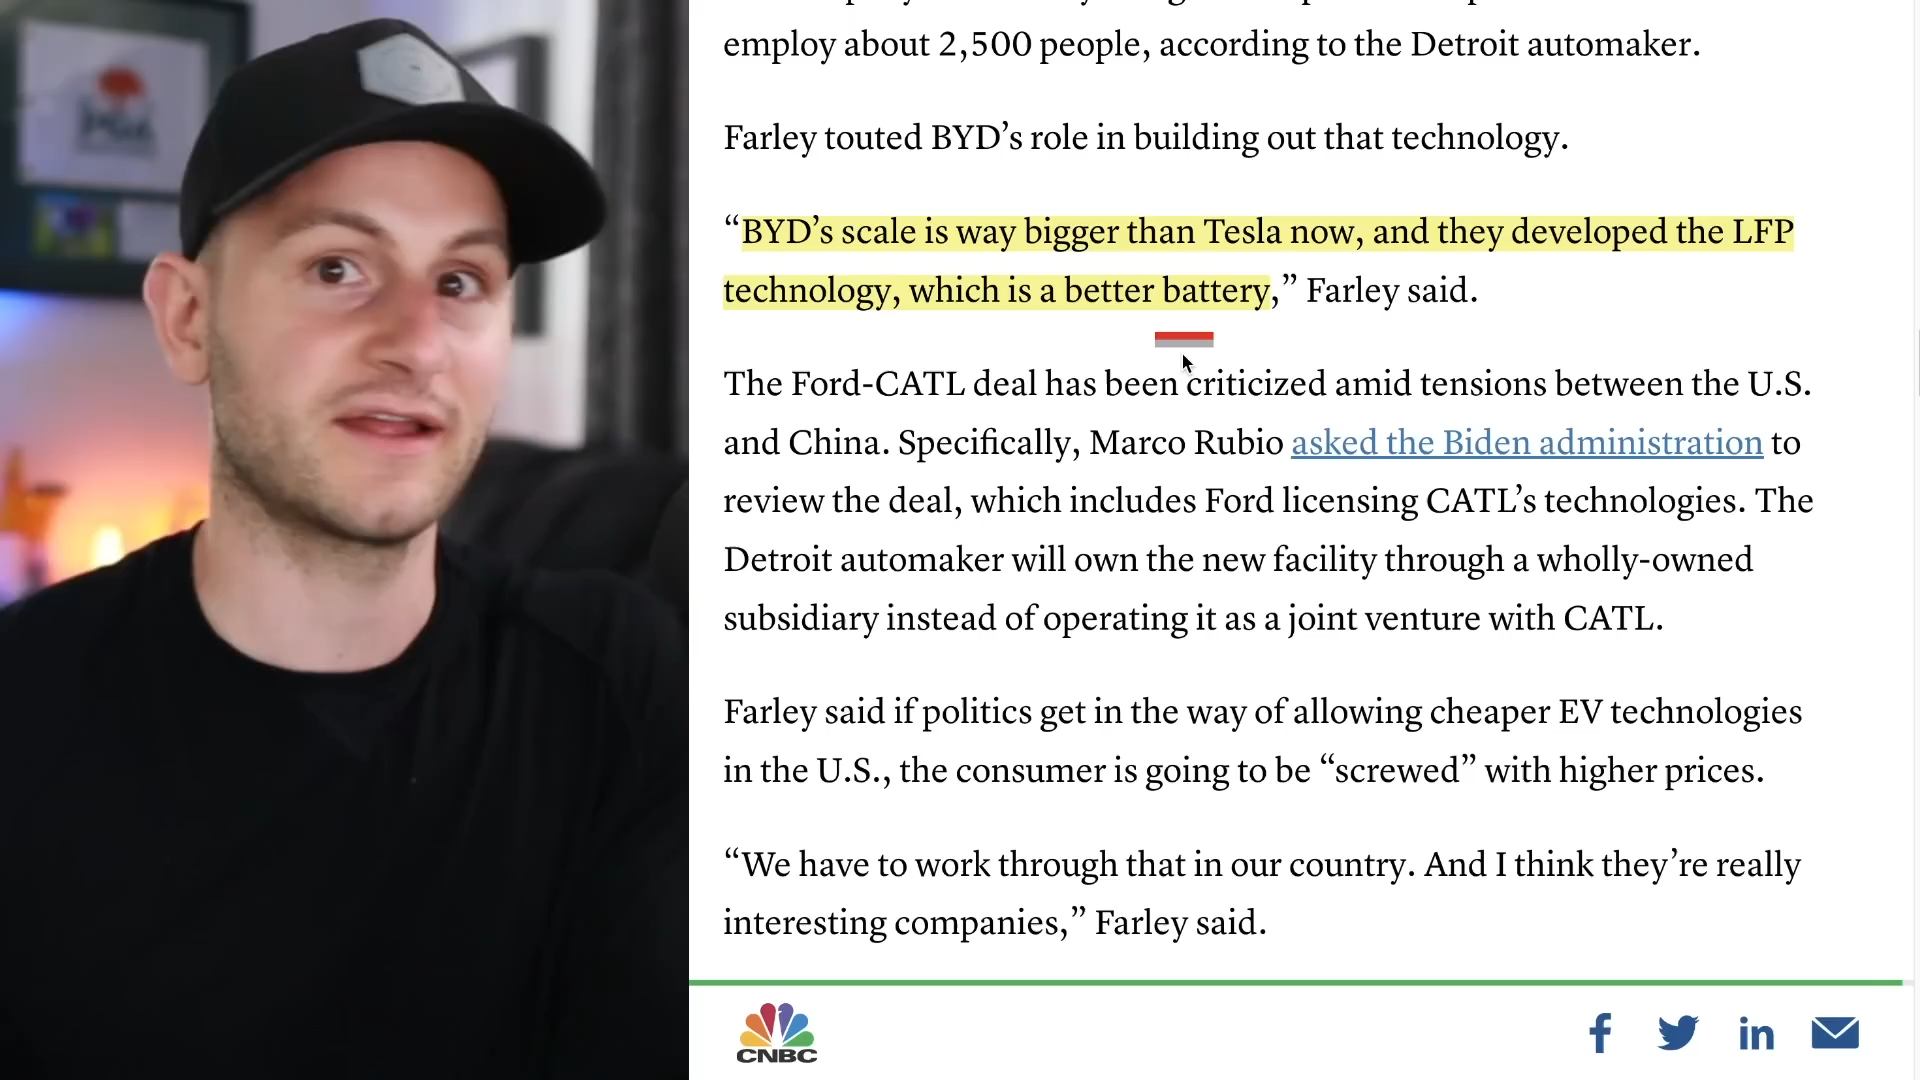 employ about 2,500 people, according to the Detroit automaker.
Farley touted BYD’s role in building out that technology.
“BYD’s scale is way bigger than Tesla now, and they developed the LFP
technology, which is a better battery,” Farley said.
The Ford-CATL deal has been criticized amid tensions between the U.S.
and China. Specifically, Marco Rubio asked the Biden administration to
review the deal, which includes Ford licensing CATL’s technologies. The
Detroit automaker will own the new facility through a wholly-owned
subsidiary instead of operating it as a joint venture with CATL.
Farley said if politics get in the way of allowing cheaper EV technologies
in the U.S., the consumer is going to be “screwed” with higher prices.
“We have to work through that in our country. And I think they’re really
interesting companies,” Farley said.
CNBC